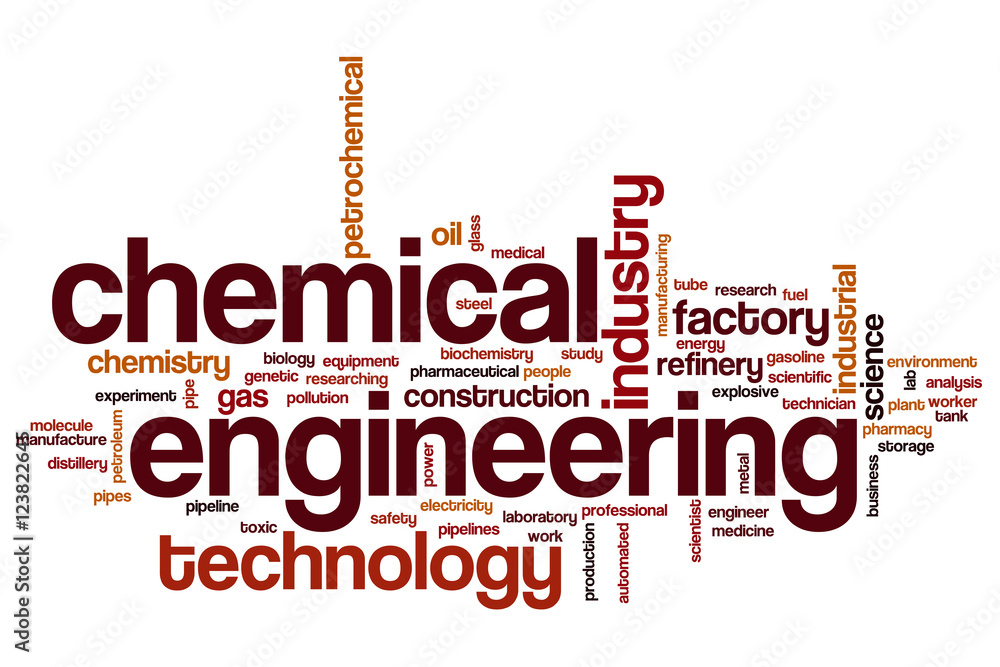 petrochemical
oil
glass
medical
chemical
steel
industry
manufacturing
tube
research
fuel
factory
industrial
energy
chemistry
biology
equipment
biochemistry
study
refinery
gasoline
science
environment
genetic
researching
pharmaceutical
people
scientific
lab
analysis
experiment
pipe
gas
pollution
construction
explosive
technician
plant
worker
tank
molecule
manufacture
petroleum
engineering
pharmacy
storage
distillery
power
metal
business
pipes
pipeline
electricity
safety
toxic
pipelines
laboratory
work
professional
production
automated
scientist
engineer
medicine
technology
Adobe Stock | #123822646
Adobe Stock